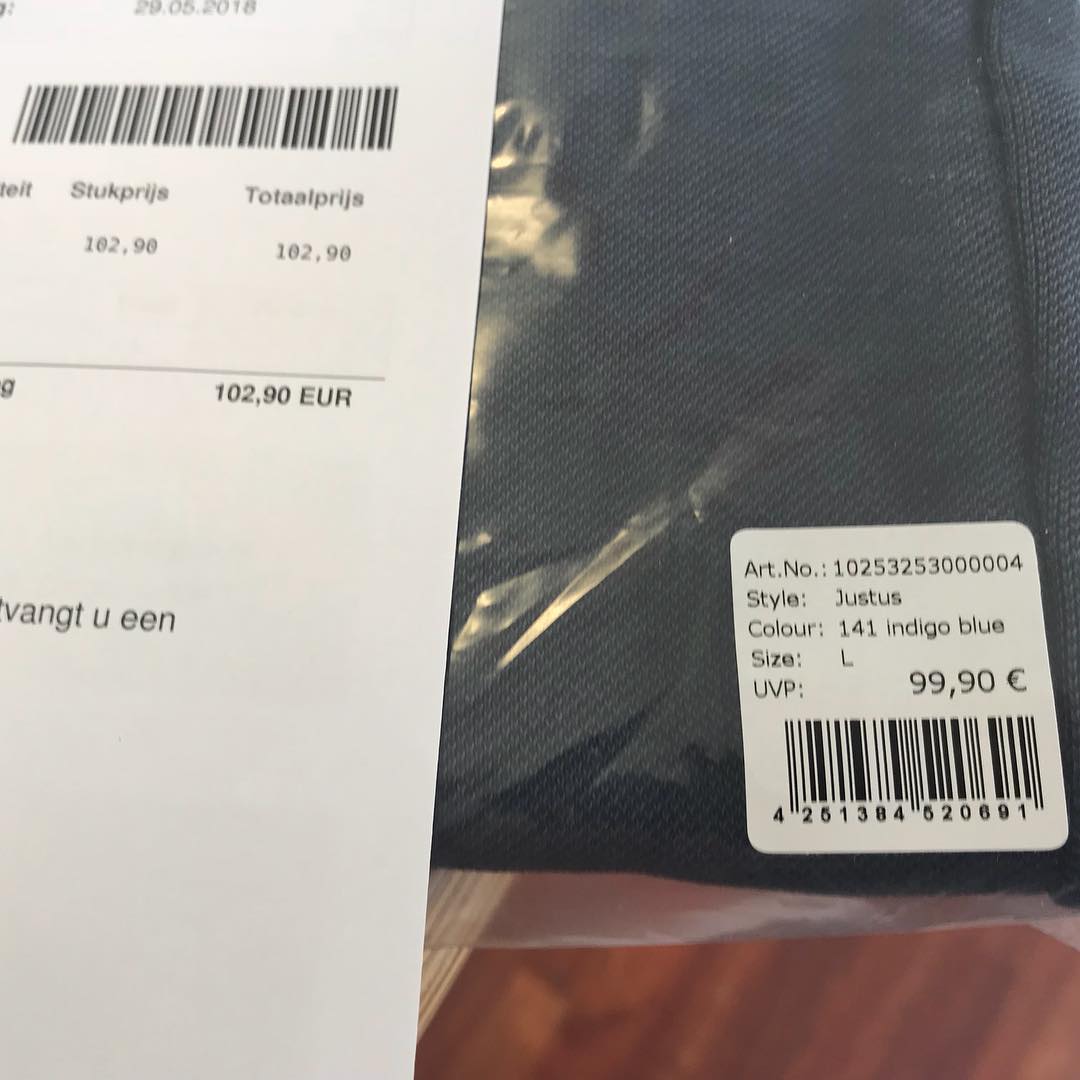 g:
29.05.2018
teit Stukprijs Totaalprijs
102,90 102,90
g 102,90 EUR
tvangt u een
Art.No.: 10253253000004
Style: Justus
Colour: 141 indigo blue
Size: L
UVP: 99,90 €
4 251384 520691